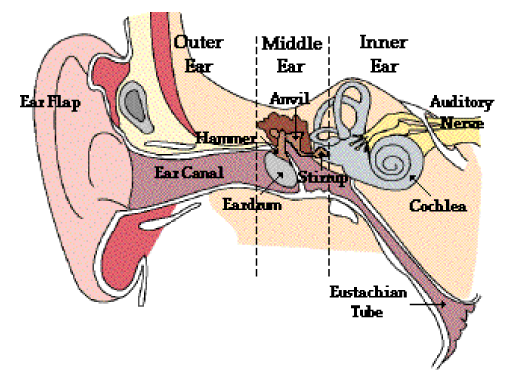 Outer Ear
Middle Ear
Inner Ear
Ear Flap
Anvil
Auditory Nerve
Hammer
Ear Canal
Stirrup
Eardrum
Cochlea
Eustachian Tube